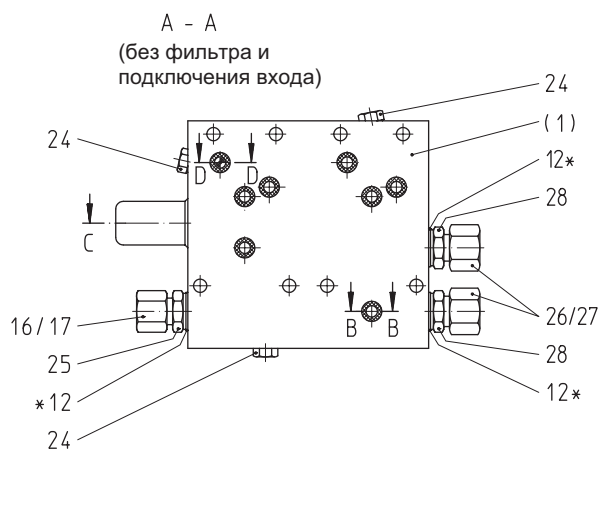 A - A
(без фильтра и
подключения входа)
24
(1)
24
12*
D D
28
C
26/27
16/17
B B
25
28
*12
12*
24